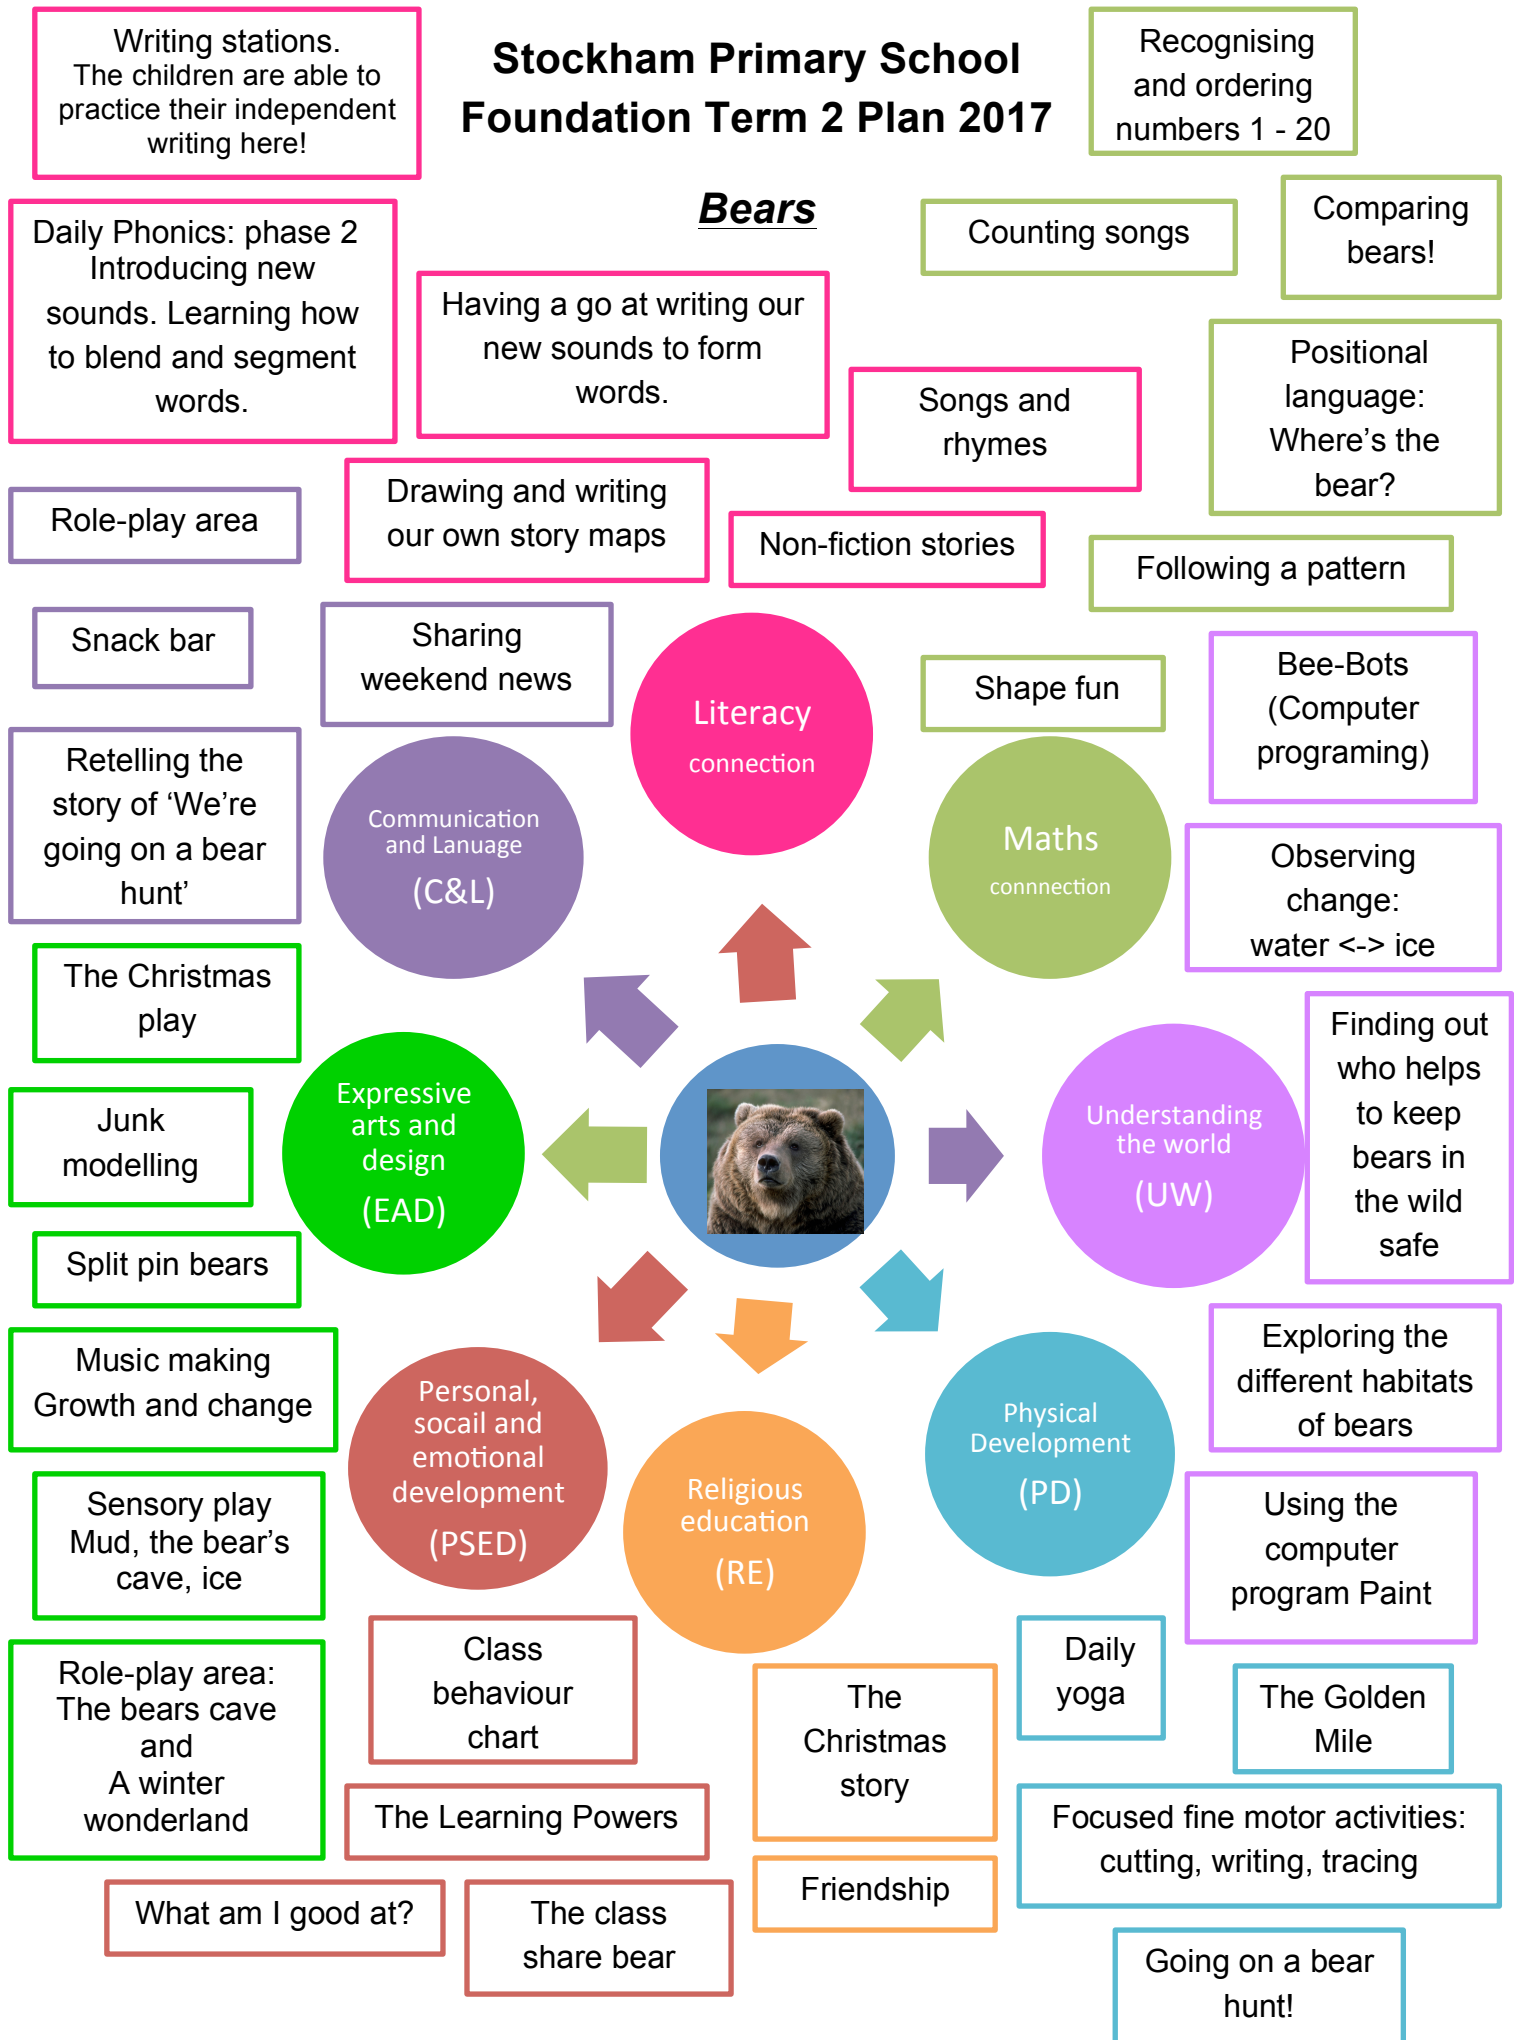 Stockham Primary School
Foundation Term 2 Plan 2017
Bears
Writing stations.
The children are able to
practice their independent
writing here!
Daily Phonics: phase 2
Introducing new
sounds. Learning how
to blend and segment
words.
Having a go at writing our
new sounds to form
words.
Songs and
rhymes
Drawing and writing
our own story maps
Non-fiction stories
Recognising
and ordering
numbers 1 - 20
Counting songs
Comparing
bears!
Positional
language:
Where's the
bear?
Following a pattern
Shape fun
Role-play area
Snack bar
Sharing
weekend news
Retelling the
story of ‘We’re
going on a bear
hunt’
Literacy
connection
Communication
and Lanuage
(C&L)
Maths
connnection
Bee-Bots
(Computer
programing)
Observing
change:
water <-> ice
Finding out
who helps
to keep
bears in
the wild
safe
Exploring the
different habitats
of bears
Using the
computer
program Paint
The Christmas
play
Junk
modelling
Split pin bears
Music making
Growth and change
Sensory play
Mud, the bear’s
cave, ice
Role-play area:
The bears cave
and
A winter
wonderland
Expressive
arts and
design
(EAD)
Understanding
the world
(UW)
Personal,
socail and
emotional
development
(PSED)
Religious
education
(RE)
Physical
Development
(PD)
Class
behaviour
chart
The Learning Powers
What am I good at?
The class
share bear
The
Christmas
story
Friendship
Daily
yoga
The Golden
Mile
Focused fine motor activities:
cutting, writing, tracing
Going on a bear
hunt!